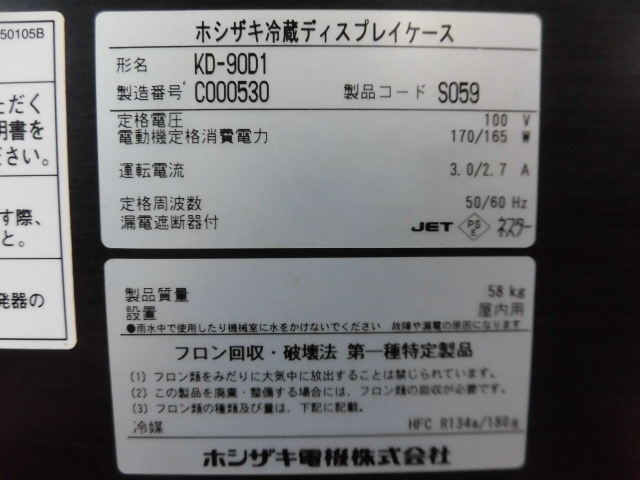 50105B
ただく
明書を
ださい。
す際、
と。
発器の
ホシザキ冷蔵ディスプレイケース
形名 KD-90D1
製造番号 C000530 製品コード S059
定格電圧 100 V
電動機定格消費電力 170/165 W
運転電流 3.0/2.7 A
定格周波数 50/60 Hz
漏電遮断器付 JET PSE
製品質量 58 kg
設置 屋内用
●雨水中で使用したり機械室に水をかけないでください 故障や漏電の原因になります
フロン回収・破壊法 第一種特定製品
(1) フロン類をみだりに大気中に放出することは禁じられています。
(2) この製品を廃棄・整備する場合には、フロン類の回収が必要です。
(3) フロン類の種類及び量は、下記に記載。
冷媒 HFC R134a/180g
ホシザキ電機株式会社